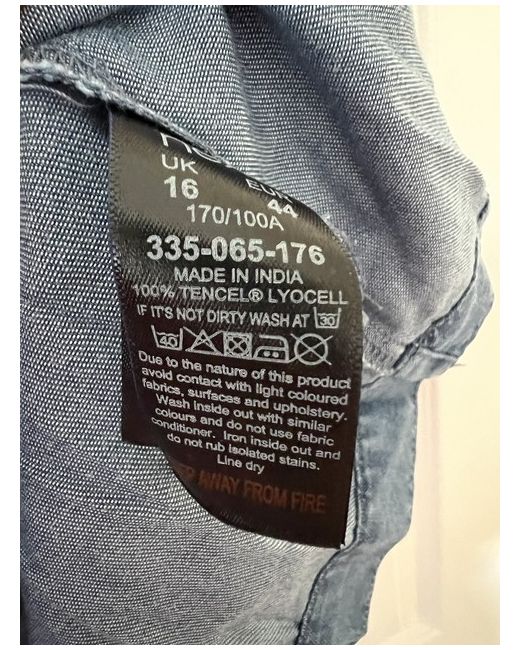 UK
16
EUR
44
170/100A
335-065-176
MADE IN INDIA
100% TENCEL® LYOCELL
IF IT'S NOT DIRTY WASH AT 30
40
Due to the nature of this product
avoid contact with light coloured
fabrics, surfaces and upholstery.
Wash inside out with similar
colours and do not use fabric
conditioner. Iron inside out and
do not rub isolated stains.
Line dry
AWAY FROM FIRE